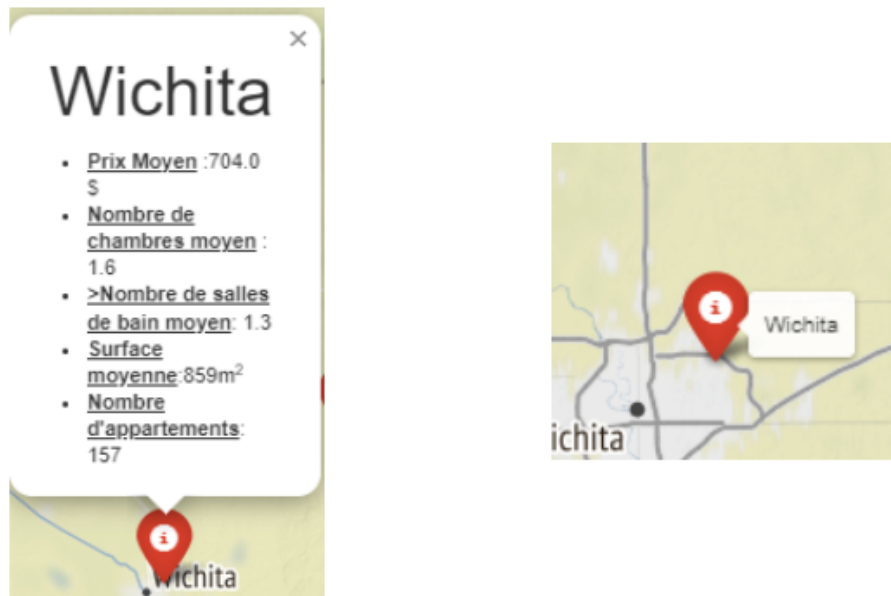 ×
Wichita
• Prix Moyen :704.0
$
• Nombre de
chambres moyen :
1.6
• >Nombre de salles
de bain moyen: 1.3
• Surface
moyenne:859m²
• Nombre
d'appartements:
157
i
Wichita
i
Wichita
ichita